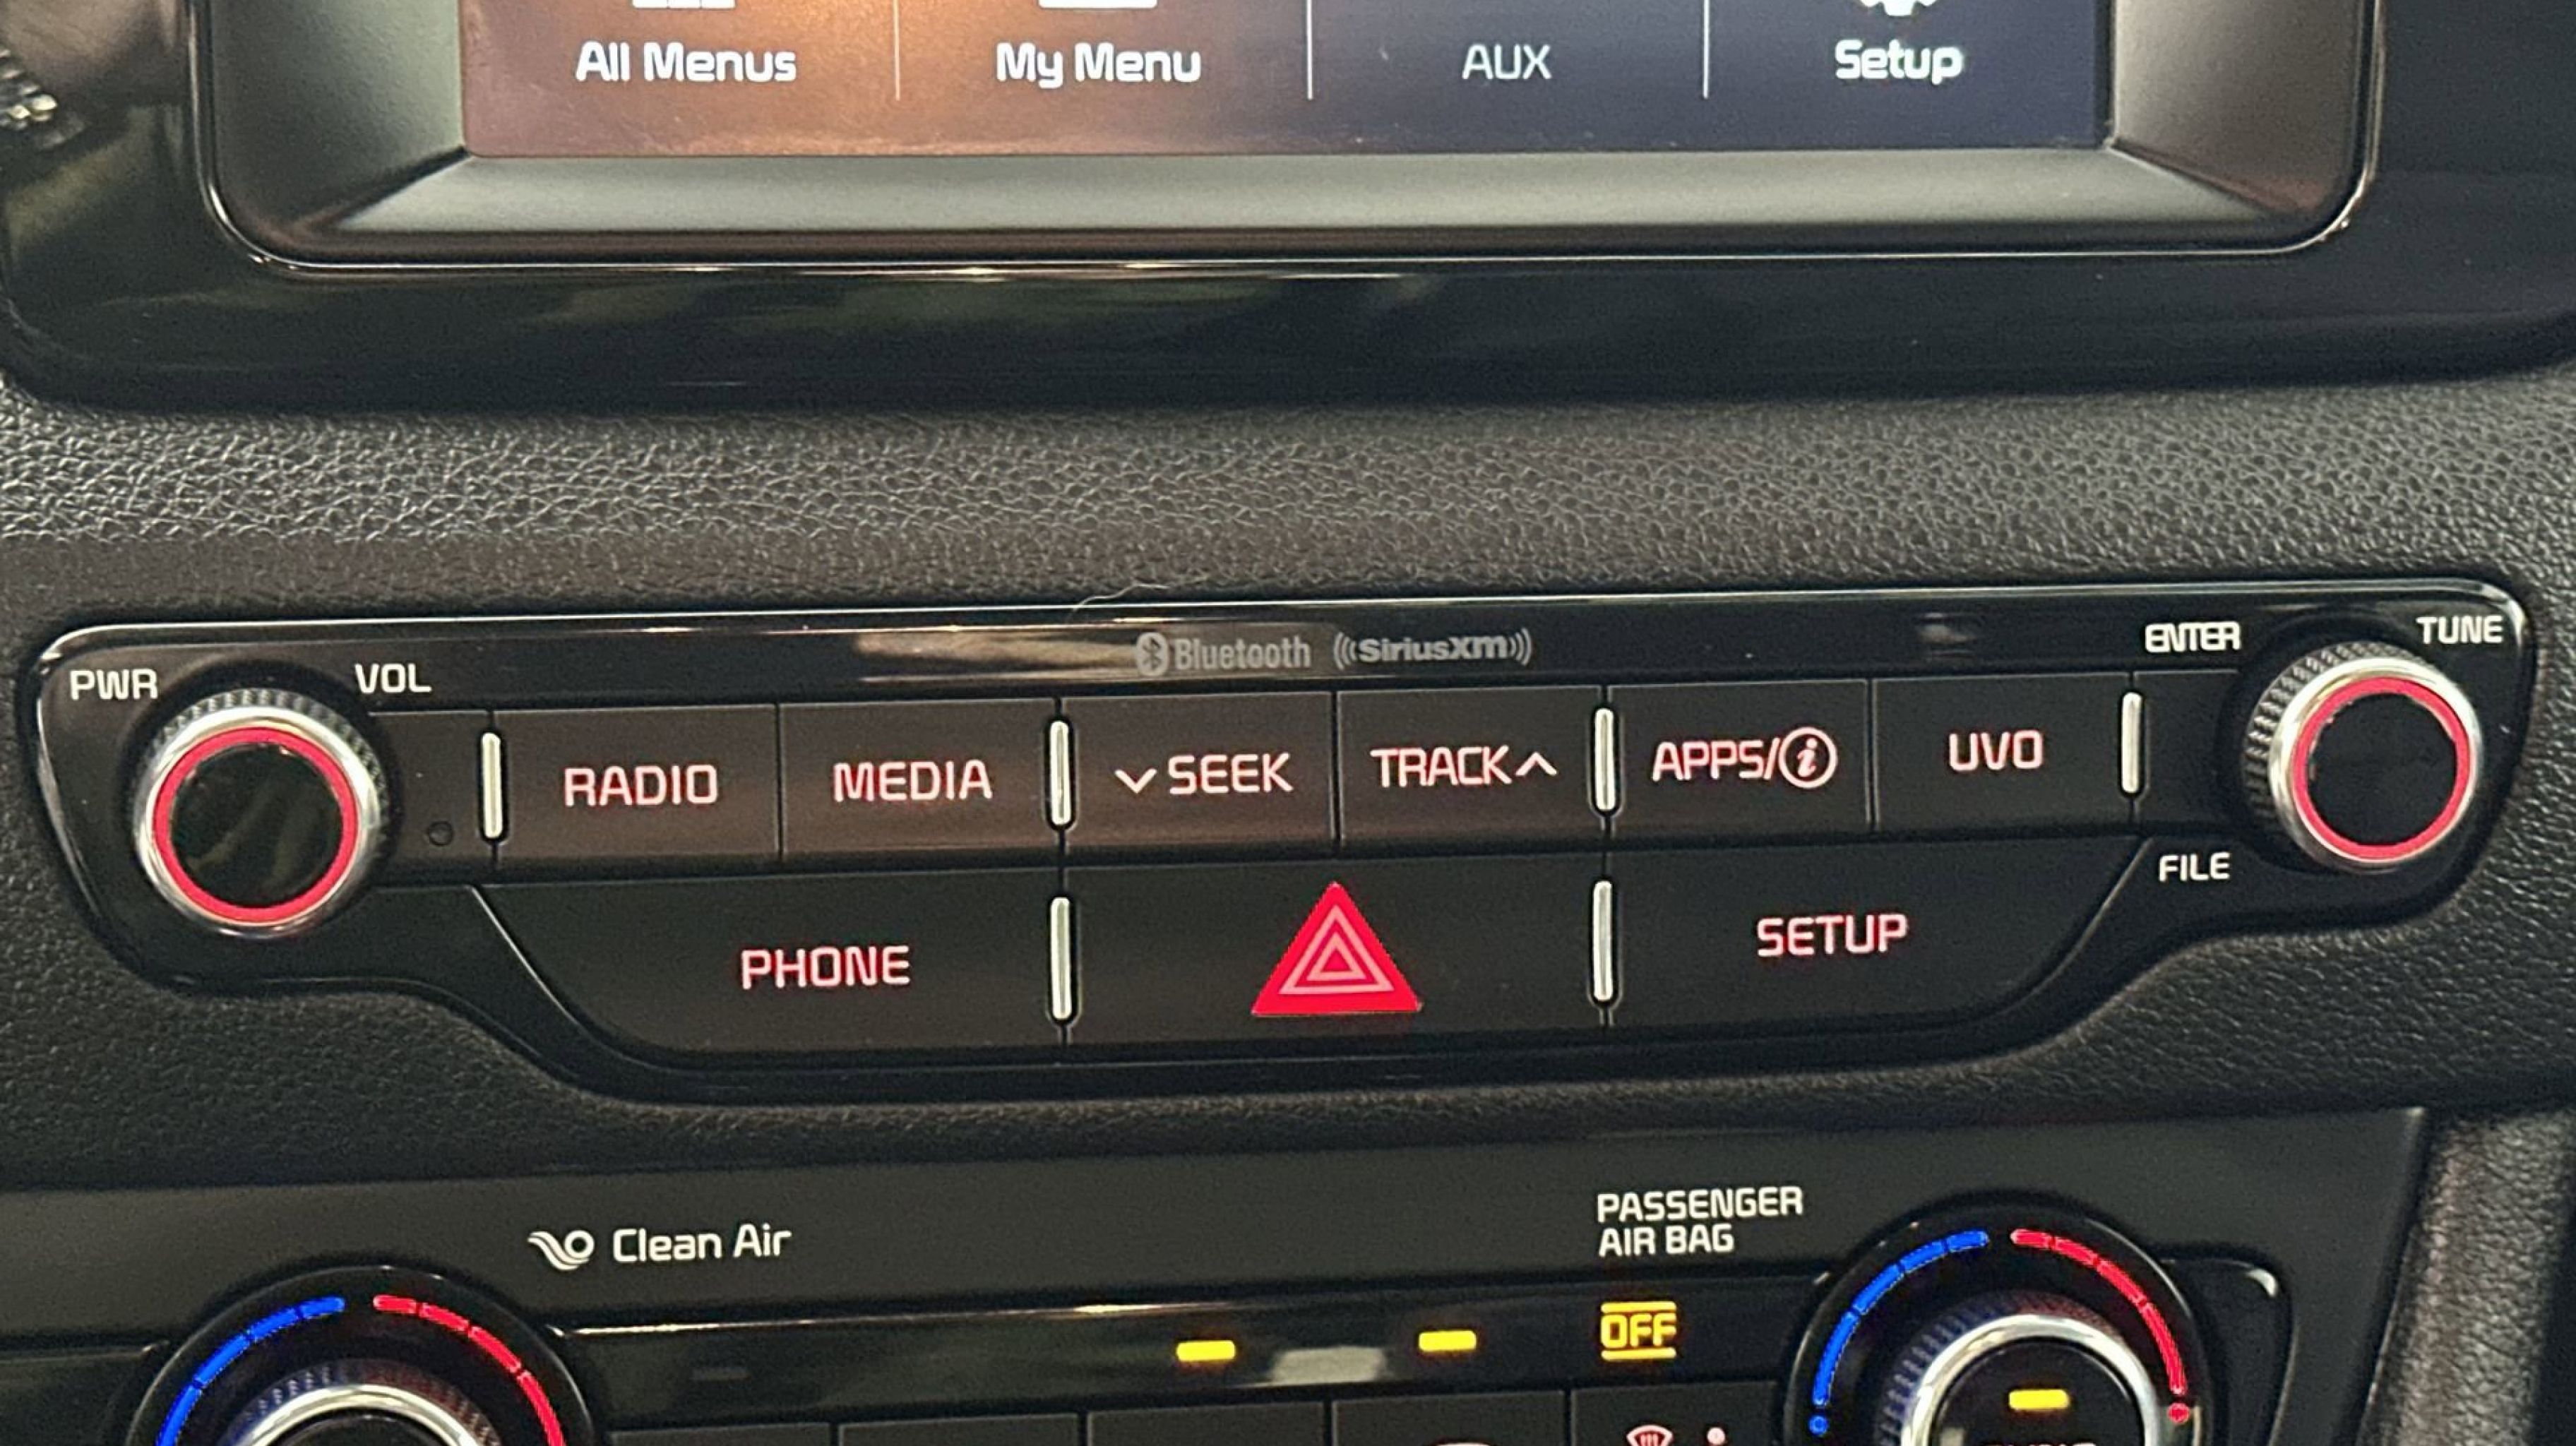 All Menus My Menu AUX Setup
Bluetooth SiriusXM
PWR VOL ENTER TUNE
RADIO MEDIA SEEK TRACK APPS/i UVO
FILE
PHONE SETUP
Clean Air
PASSENGER
AIR BAG
OFF